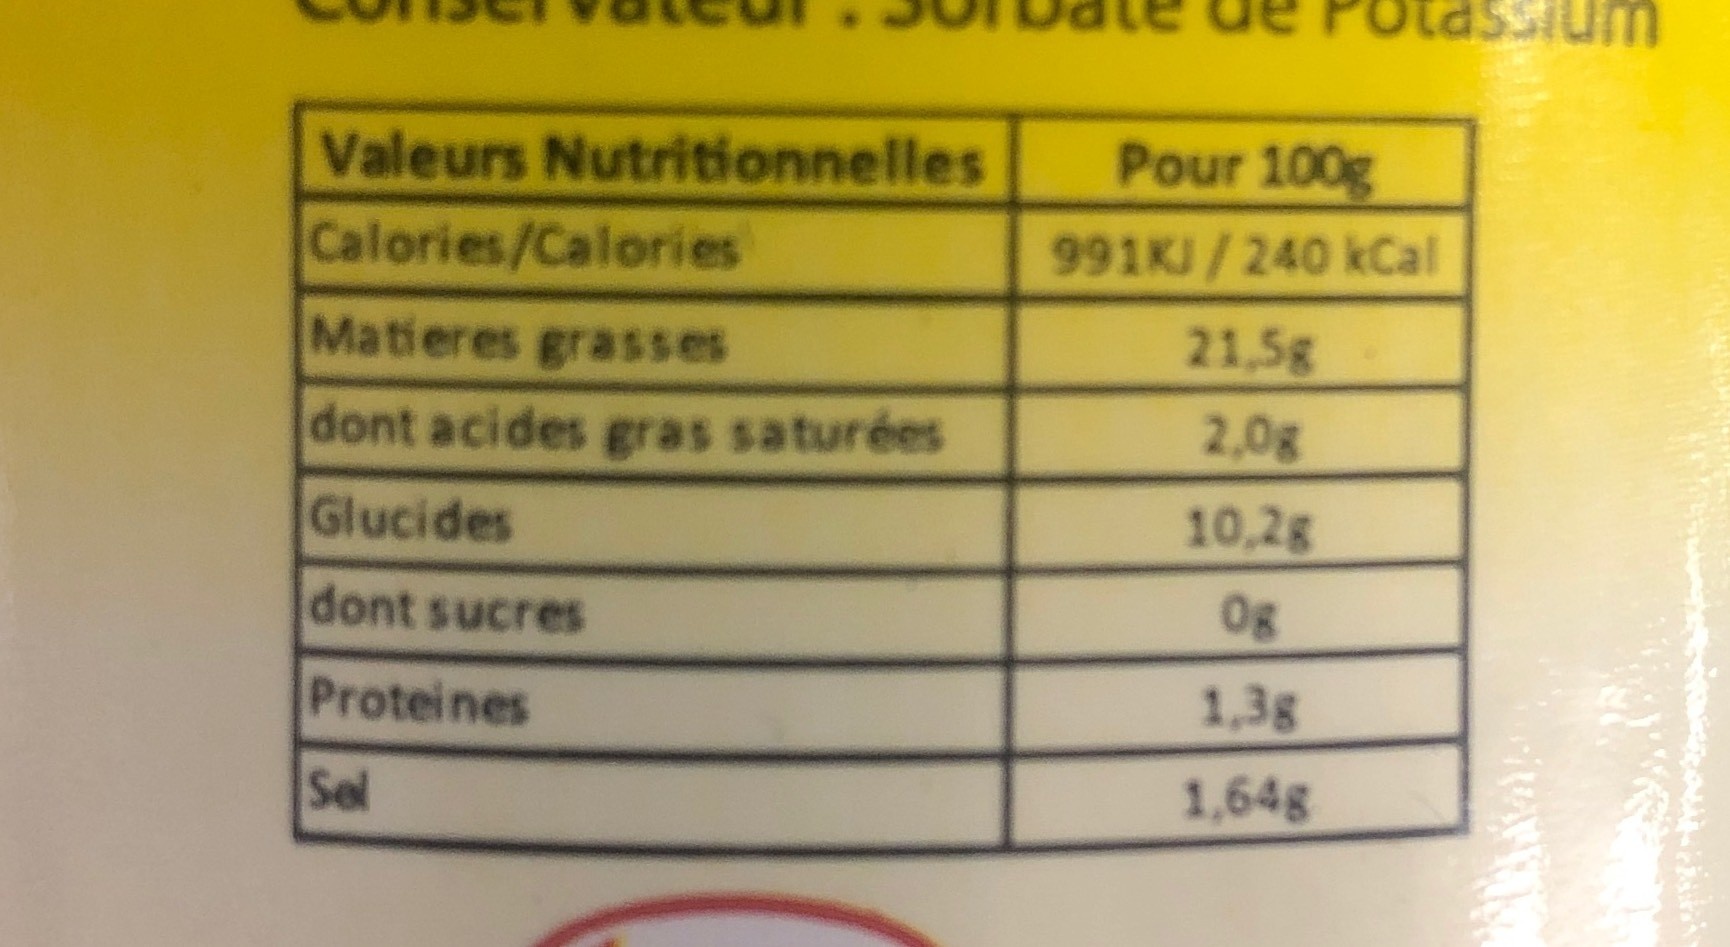 Conservateur : Sorbate de Potassium
Valeurs Nutritionnelles Pour 100g
Calories/Calories 991KJ / 240 kCal
Matieres grasses 21,5g
dont acides gras saturées 2,0g
Glucides 10,2g
dont sucres 0g
Proteines 1,3g
Sel 1,64g